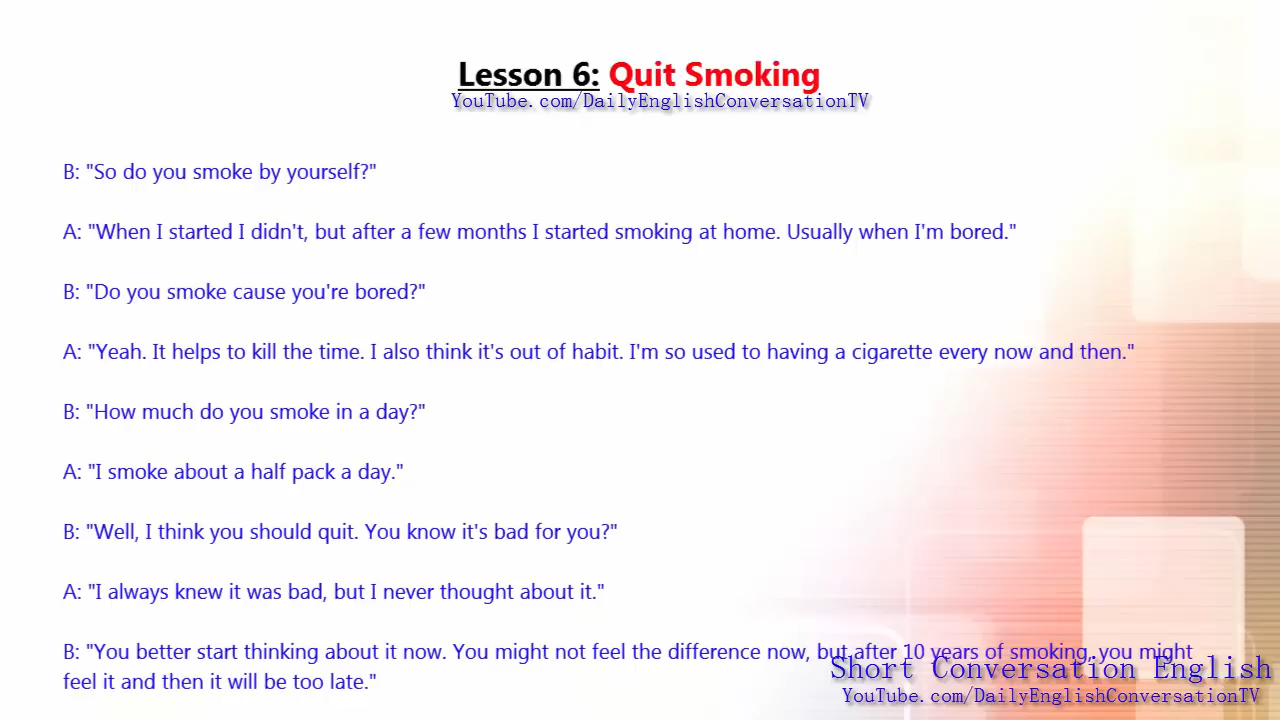 Lesson 6: Quit Smoking
YouTube.com/DailyEnglishConversationTV
B: "So do you smoke by yourself?"
A: "When I started I didn't, but after a few months I started smoking at home. Usually when I'm bored."
B: "Do you smoke cause you're bored?"
A: "Yeah. It helps to kill the time. I also think it's out of habit. I'm so used to having a cigarette every now and then."
B: "How much do you smoke in a day?"
A: "I smoke about a half pack a day."
B: "Well, I think you should quit. You know it's bad for you?"
A: "I always knew it was bad, but I never thought about it."
B: "You better start thinking about it now. You might not feel the difference now, but after 10 years of smoking, you might
feel it and then it will be too late."
Short Conversation English
YouTube.com/DailyEnglishConversationTV